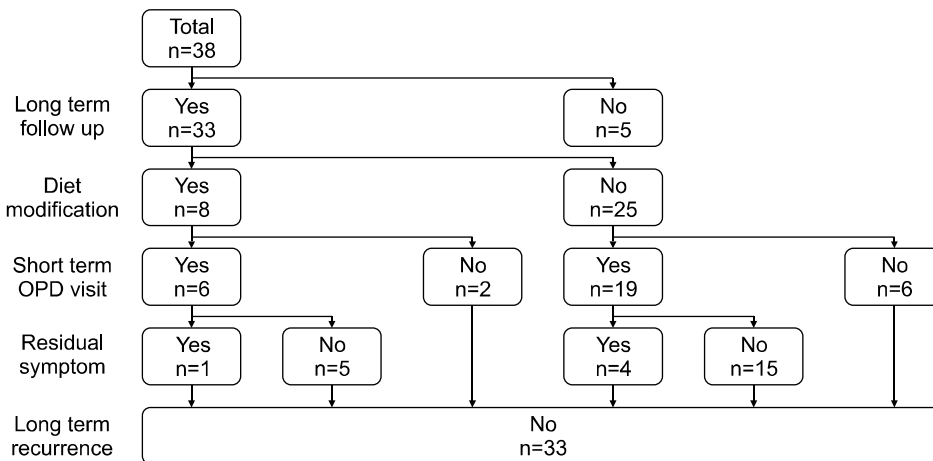 Total
n=38
Long term
follow up
Yes
n=33
No
n=5
Diet
modification
Yes
n=8
No
n=25
Short term
OPD visit
Yes
n=6
No
n=2
Yes
n=19
No
n=6
Residual
symptom
Yes
n=1
No
n=5
Yes
n=4
No
n=15
Long term
recurrence
No
n=33